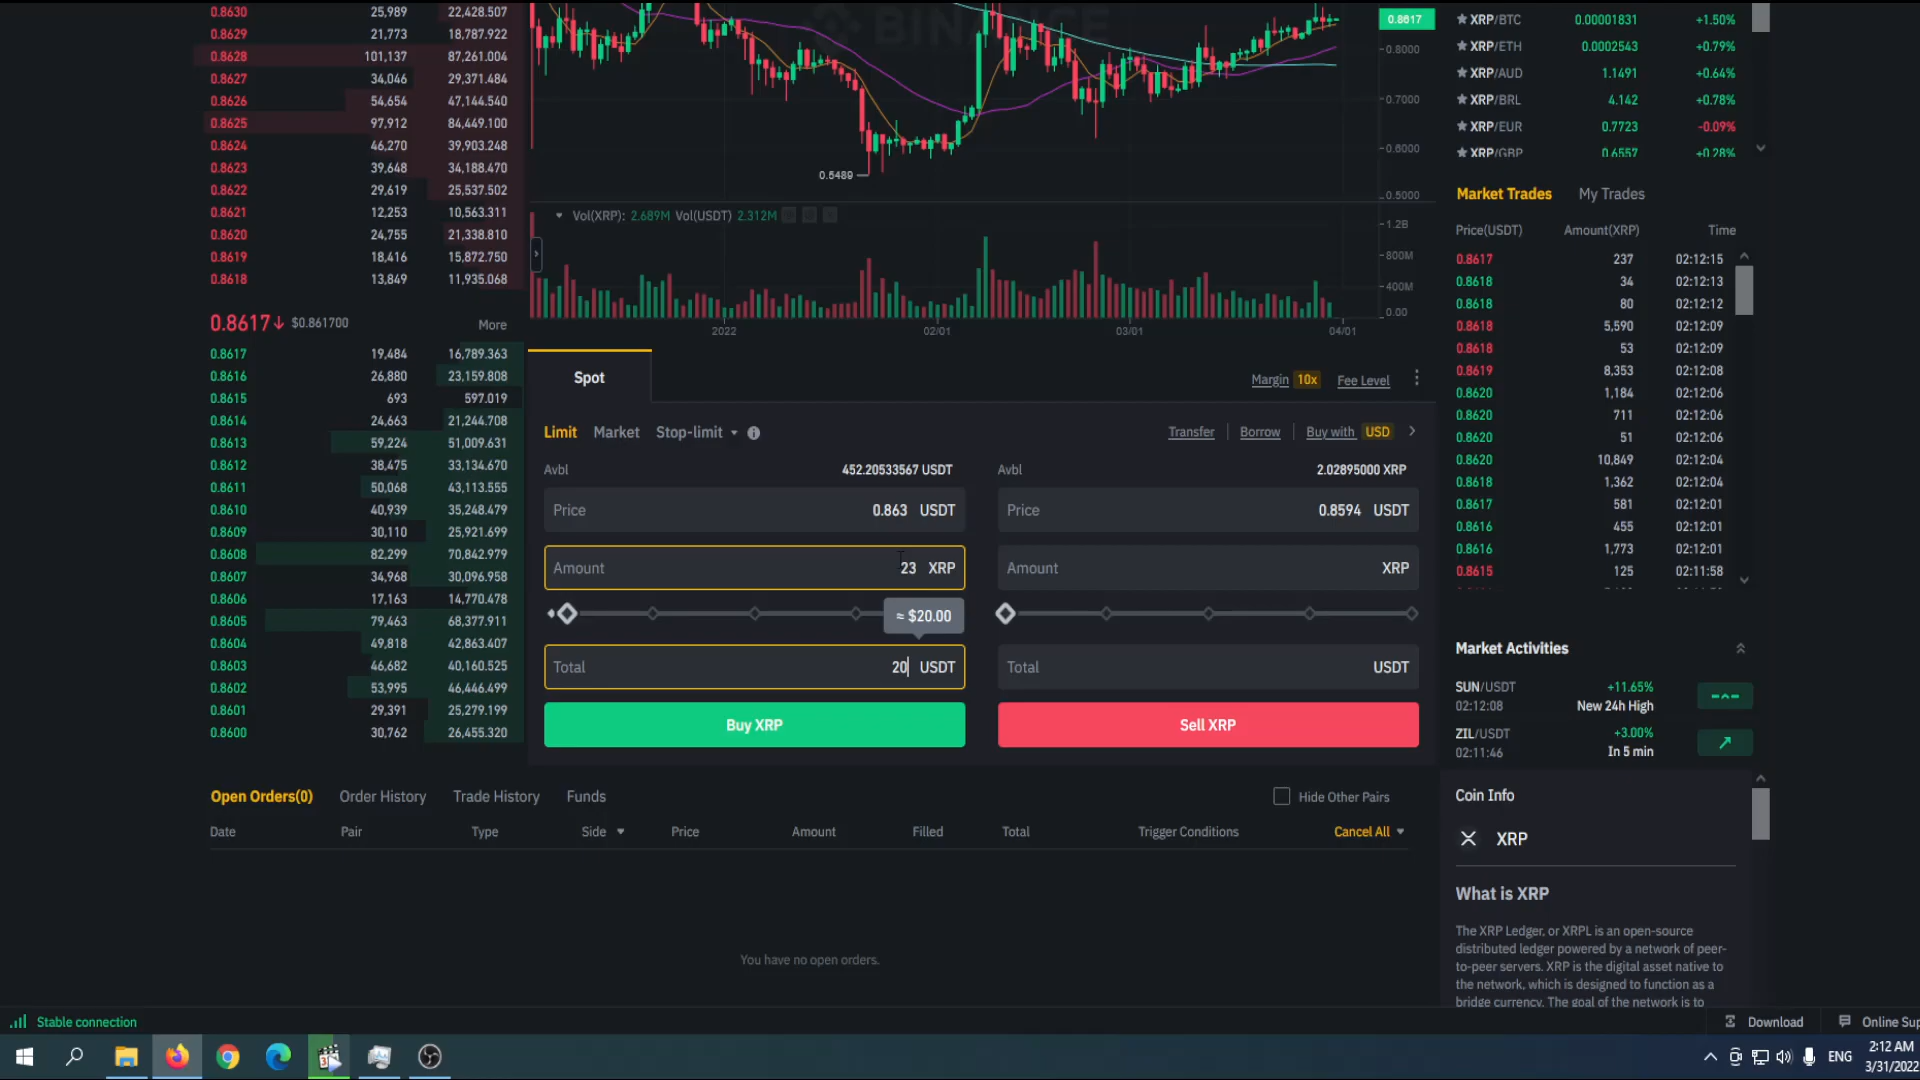 0.8630 25,989 22,428.507
0.8629 21,773 18,787.922
0.8628 101,137 87,261.004
0.8627 34,046 29,371.484
0.8626 54,654 47,144.540
0.8625 97,912 84,449.100
0.8624 46,270 39,903.248
0.8623 39,648 34,188.470
0.8622 29,619 25,537.502
0.8621 12,253 10,563.311
0.8620 24,755 21,338.810
0.8619 18,416 15,872.750
0.8618 13,849 11,935.068
0.8617↓ $0.861700 More
0.8617 19,484 16,789.363
0.8616 26,880 23,159.808
0.8615 693 597.019
0.8614 24,663 21,244.708
0.8613 59,224 51,009.631
0.8612 38,475 33,134.670
0.8611 50,068 43,113.555
0.8610 40,939 35,248.479
0.8609 30,110 25,921.699
0.8608 82,299 70,842.979
0.8607 34,968 30,096.958
0.8606 17,163 14,770.478
0.8605 79,463 68,377.911
0.8604 49,818 42,863.407
0.8603 46,682 40,160.525
0.8602 53,995 46,446.499
0.8601 29,391 25,279.199
0.8600 30,762 26,455.320
BINANCE
0.8617
0.8000
0.7000
0.6000
0.5000
0.5489
Vol(XRP): 2.689M Vol(USDT) 2.312M
1.2B
800M
400M
0.00
2022 02/01 03/01 04/01
Spot
Margin 10x Fee Level
Limit Market Stop-limit
Transfer Borrow Buy with USD
Avbl 452.20533567 USDT
Price 0.863 USDT
Amount 23 XRP
≈ $20.00
Total 20 USDT
Buy XRP
Avbl 2.02895000 XRP
Price 0.8594 USDT
Amount XRP
Total USDT
Sell XRP
Open Orders(0) Order History Trade History Funds Hide Other Pairs
Date Pair Type Side Price Amount Filled Total Trigger Conditions Cancel All
You have no open orders.
XRP/BTC 0.00001831 +1.50%
XRP/ETH 0.0002543 +0.79%
XRP/AUD 1.1491 +0.64%
XRP/BRL 4.142 +0.78%
XRP/EUR 0.7723 -0.09%
XRP/GBP 0.6557 +0.28%
Market Trades My Trades
Price(USDT) Amount(XRP) Time
0.8617 237 02:12:15
0.8618 34 02:12:13
0.8618 80 02:12:12
0.8618 5,590 02:12:09
0.8618 53 02:12:09
0.8619 8,353 02:12:08
0.8620 1,184 02:12:06
0.8620 711 02:12:06
0.8620 51 02:12:06
0.8620 10,849 02:12:04
0.8618 1,362 02:12:04
0.8617 581 02:12:01
0.8616 455 02:12:01
0.8616 1,773 02:12:01
0.8615 125 02:11:58
Market Activities
SUN/USDT +11.65%
02:12:08 New 24h High
ZIL/USDT +3.00%
02:11:46 In 5 min
Coin Info
XRP
What is XRP
The XRP Ledger, or XRPL is an open-source
distributed ledger powered by a network of peer-
to-peer servers. XRP is the digital asset native to
the network, which is designed to function as a
bridge currency. The goal of the network is to
Stable connection
Download Online Sup
ENG
2:12 AM
3/31/2022